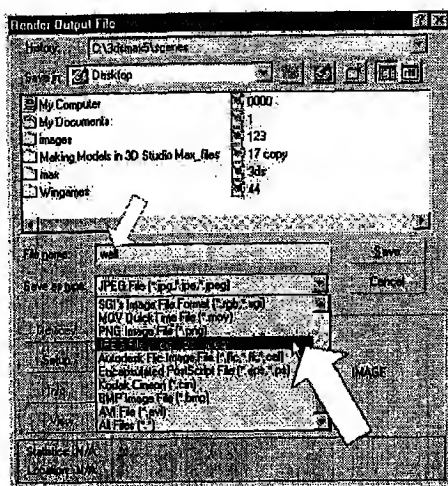 Render Output File
History: C:\3dsmax5\scenes
Save in: Desktop
My Computer
My Documents
images
Making Models in 3D Studio Max_files
max
Wingames
0000
1
123
17 copy
3ds
44
File name: wall
Save
Save as type: JPEG File (*.jpg,*.jpe,*.jpeg)
Cancel
SGI's Image File Format (*.rgb,*.sgi)
MOV QuickTime File (*.mov)
PNG Image File (*.png)
Autodesk Flic Image File (*.flc,*.fli,*.cel)
Encapsulated PostScript File (*.eps,*.ps)
Kodak Cineon (*.cin)
BMP Image File (*.bmp)
AVI File (*.avi)
All Files (*.*)
Devices
Setup
Info
View
IMAGE
Statistics: N/A
Location: N/A